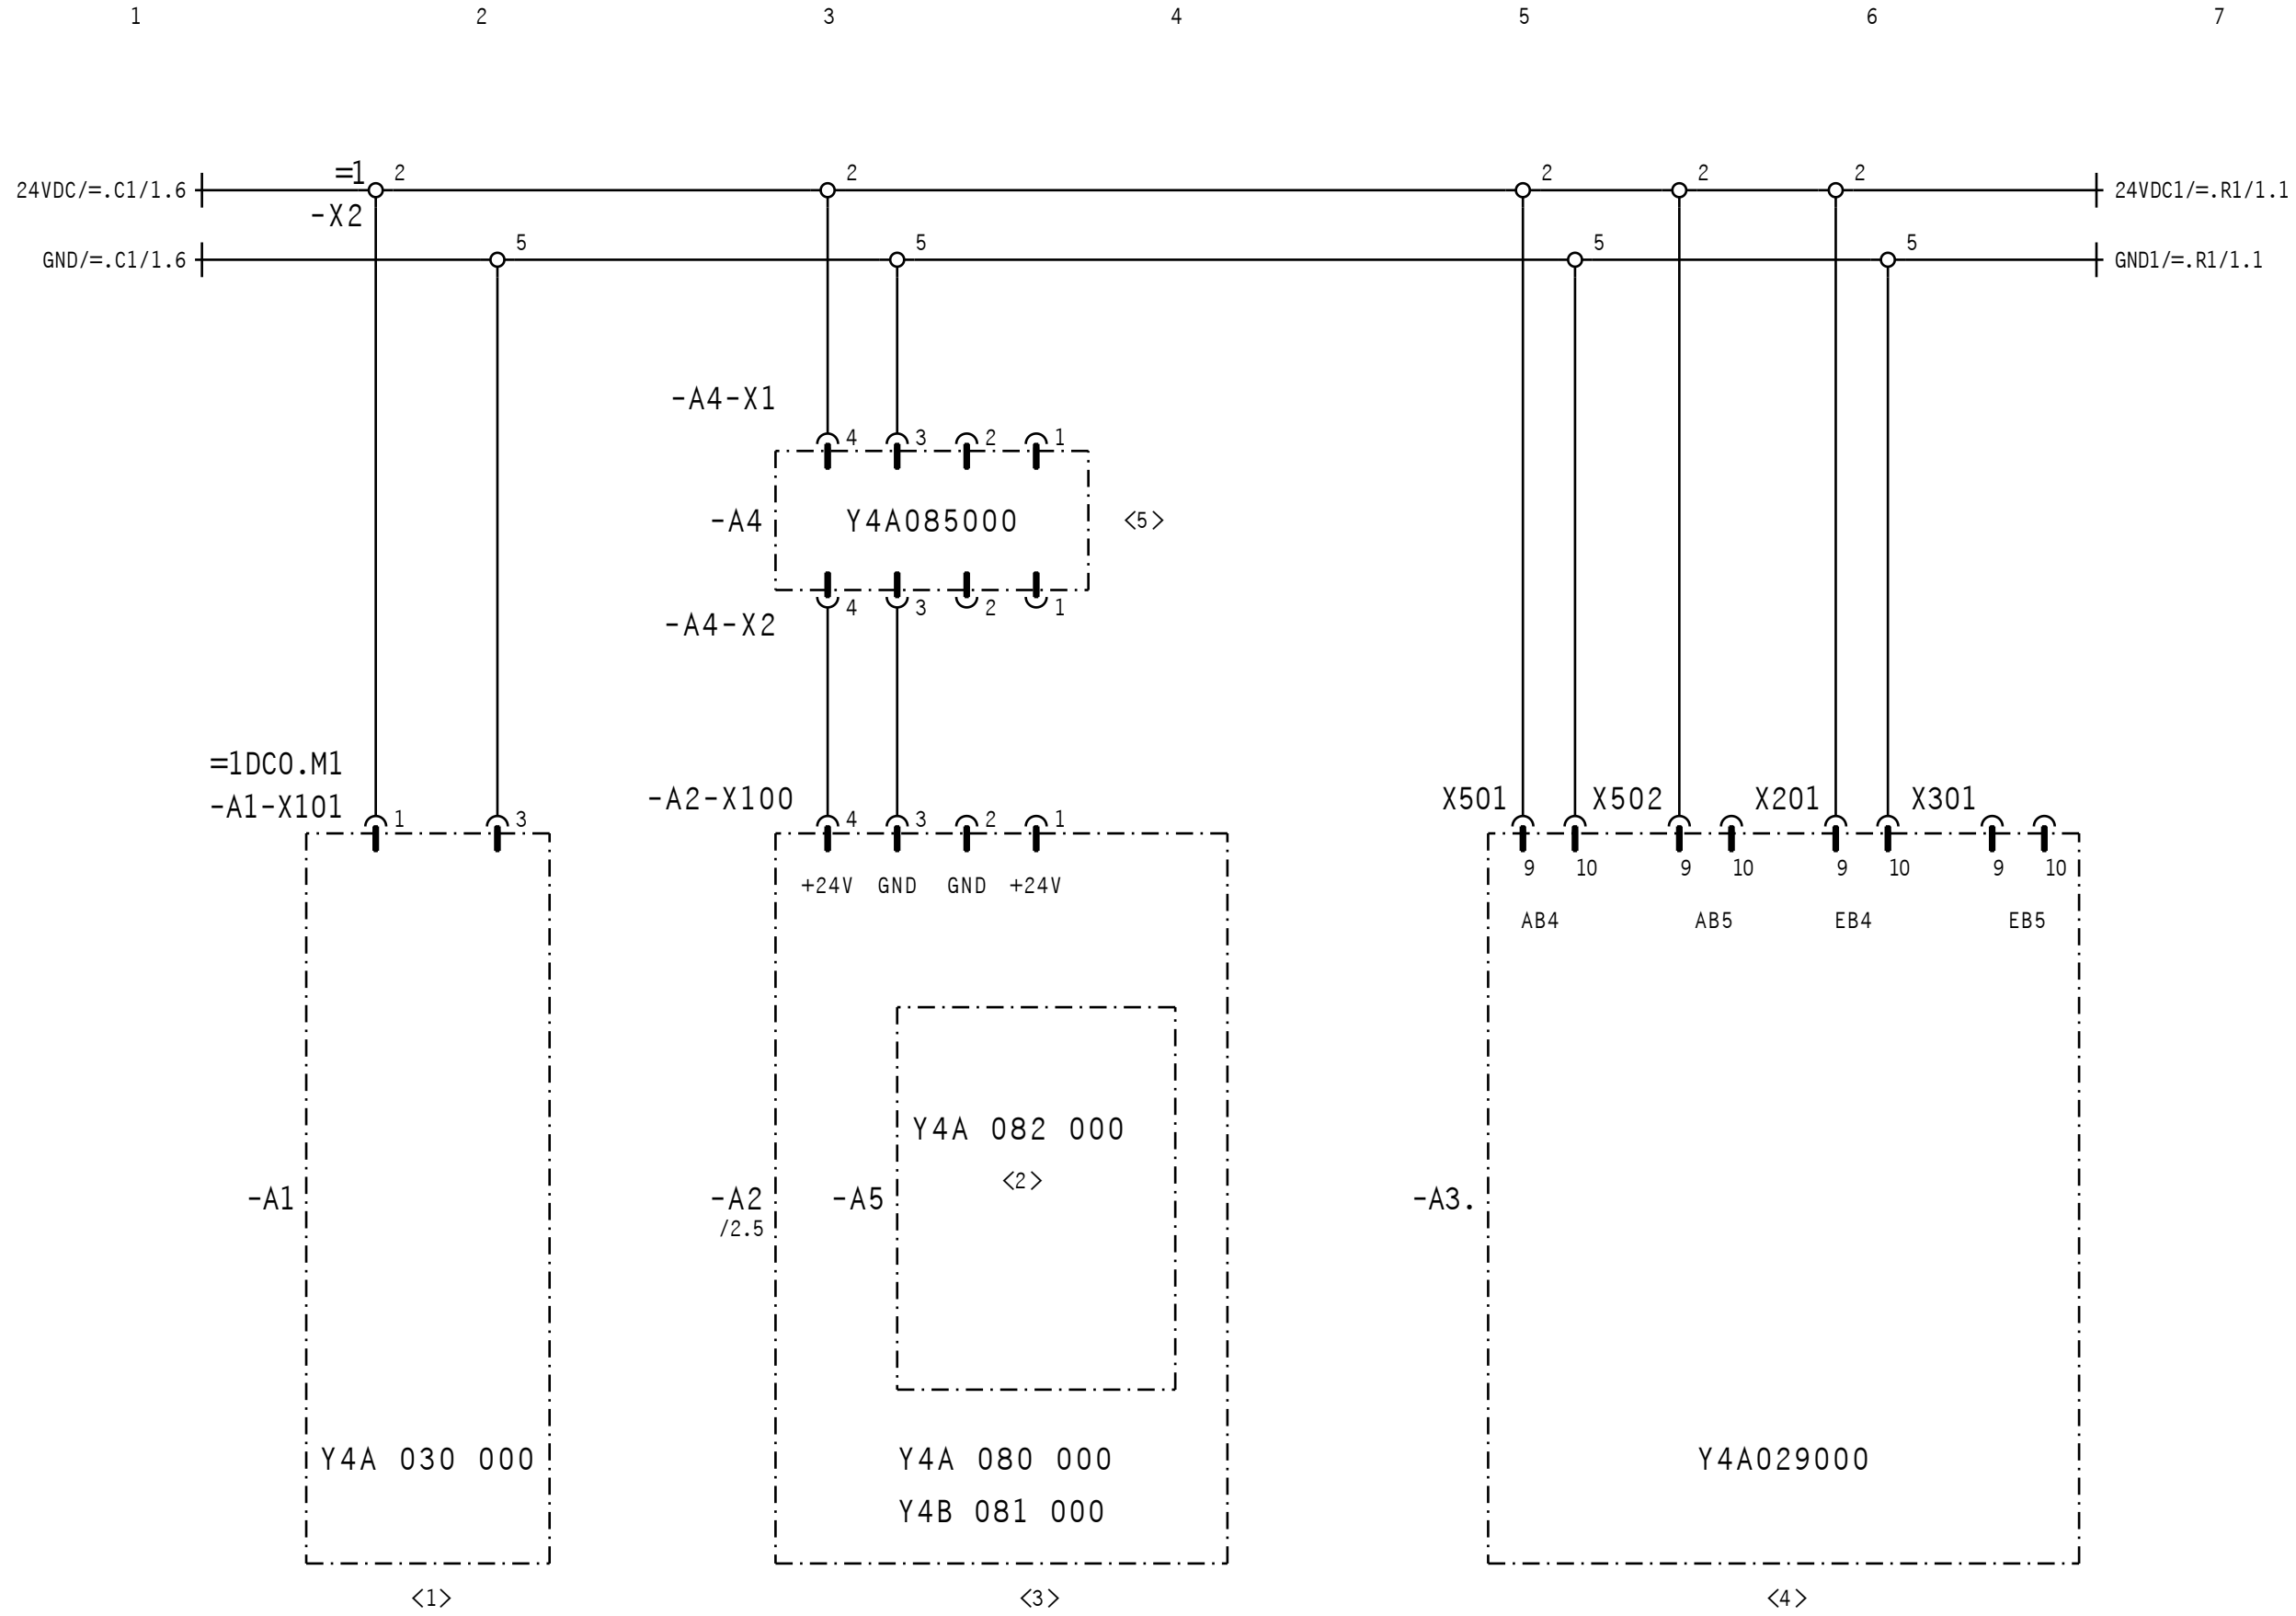 1 2 3 4 5 6 7
=1 2 2 2 2 2
24VDC/=.C1/1.6 24VDC1/=.R1/1.1
-X2
5 5 5 5
GND/=.C1/1.6 GND1/=.R1/1.1
-A4-X1
4 3 2 1
-A4 Y4A085000 <5>
4 3 2 1
-A4-X2
=1DC0.M1
-A1-X101 -A2-X100 X501 X502 X201 X301
1 3 4 3 2 1
9 10 9 10 9 10 9 10
+24V GND GND +24V
AB4 AB5 EB4 EB5
Y4A 082 000
<2>
-A1 -A2 -A5 -A3.
/2.5
Y4A 030 000 Y4A 080 000 Y4A029000
Y4B 081 000
<1> <3> <4>